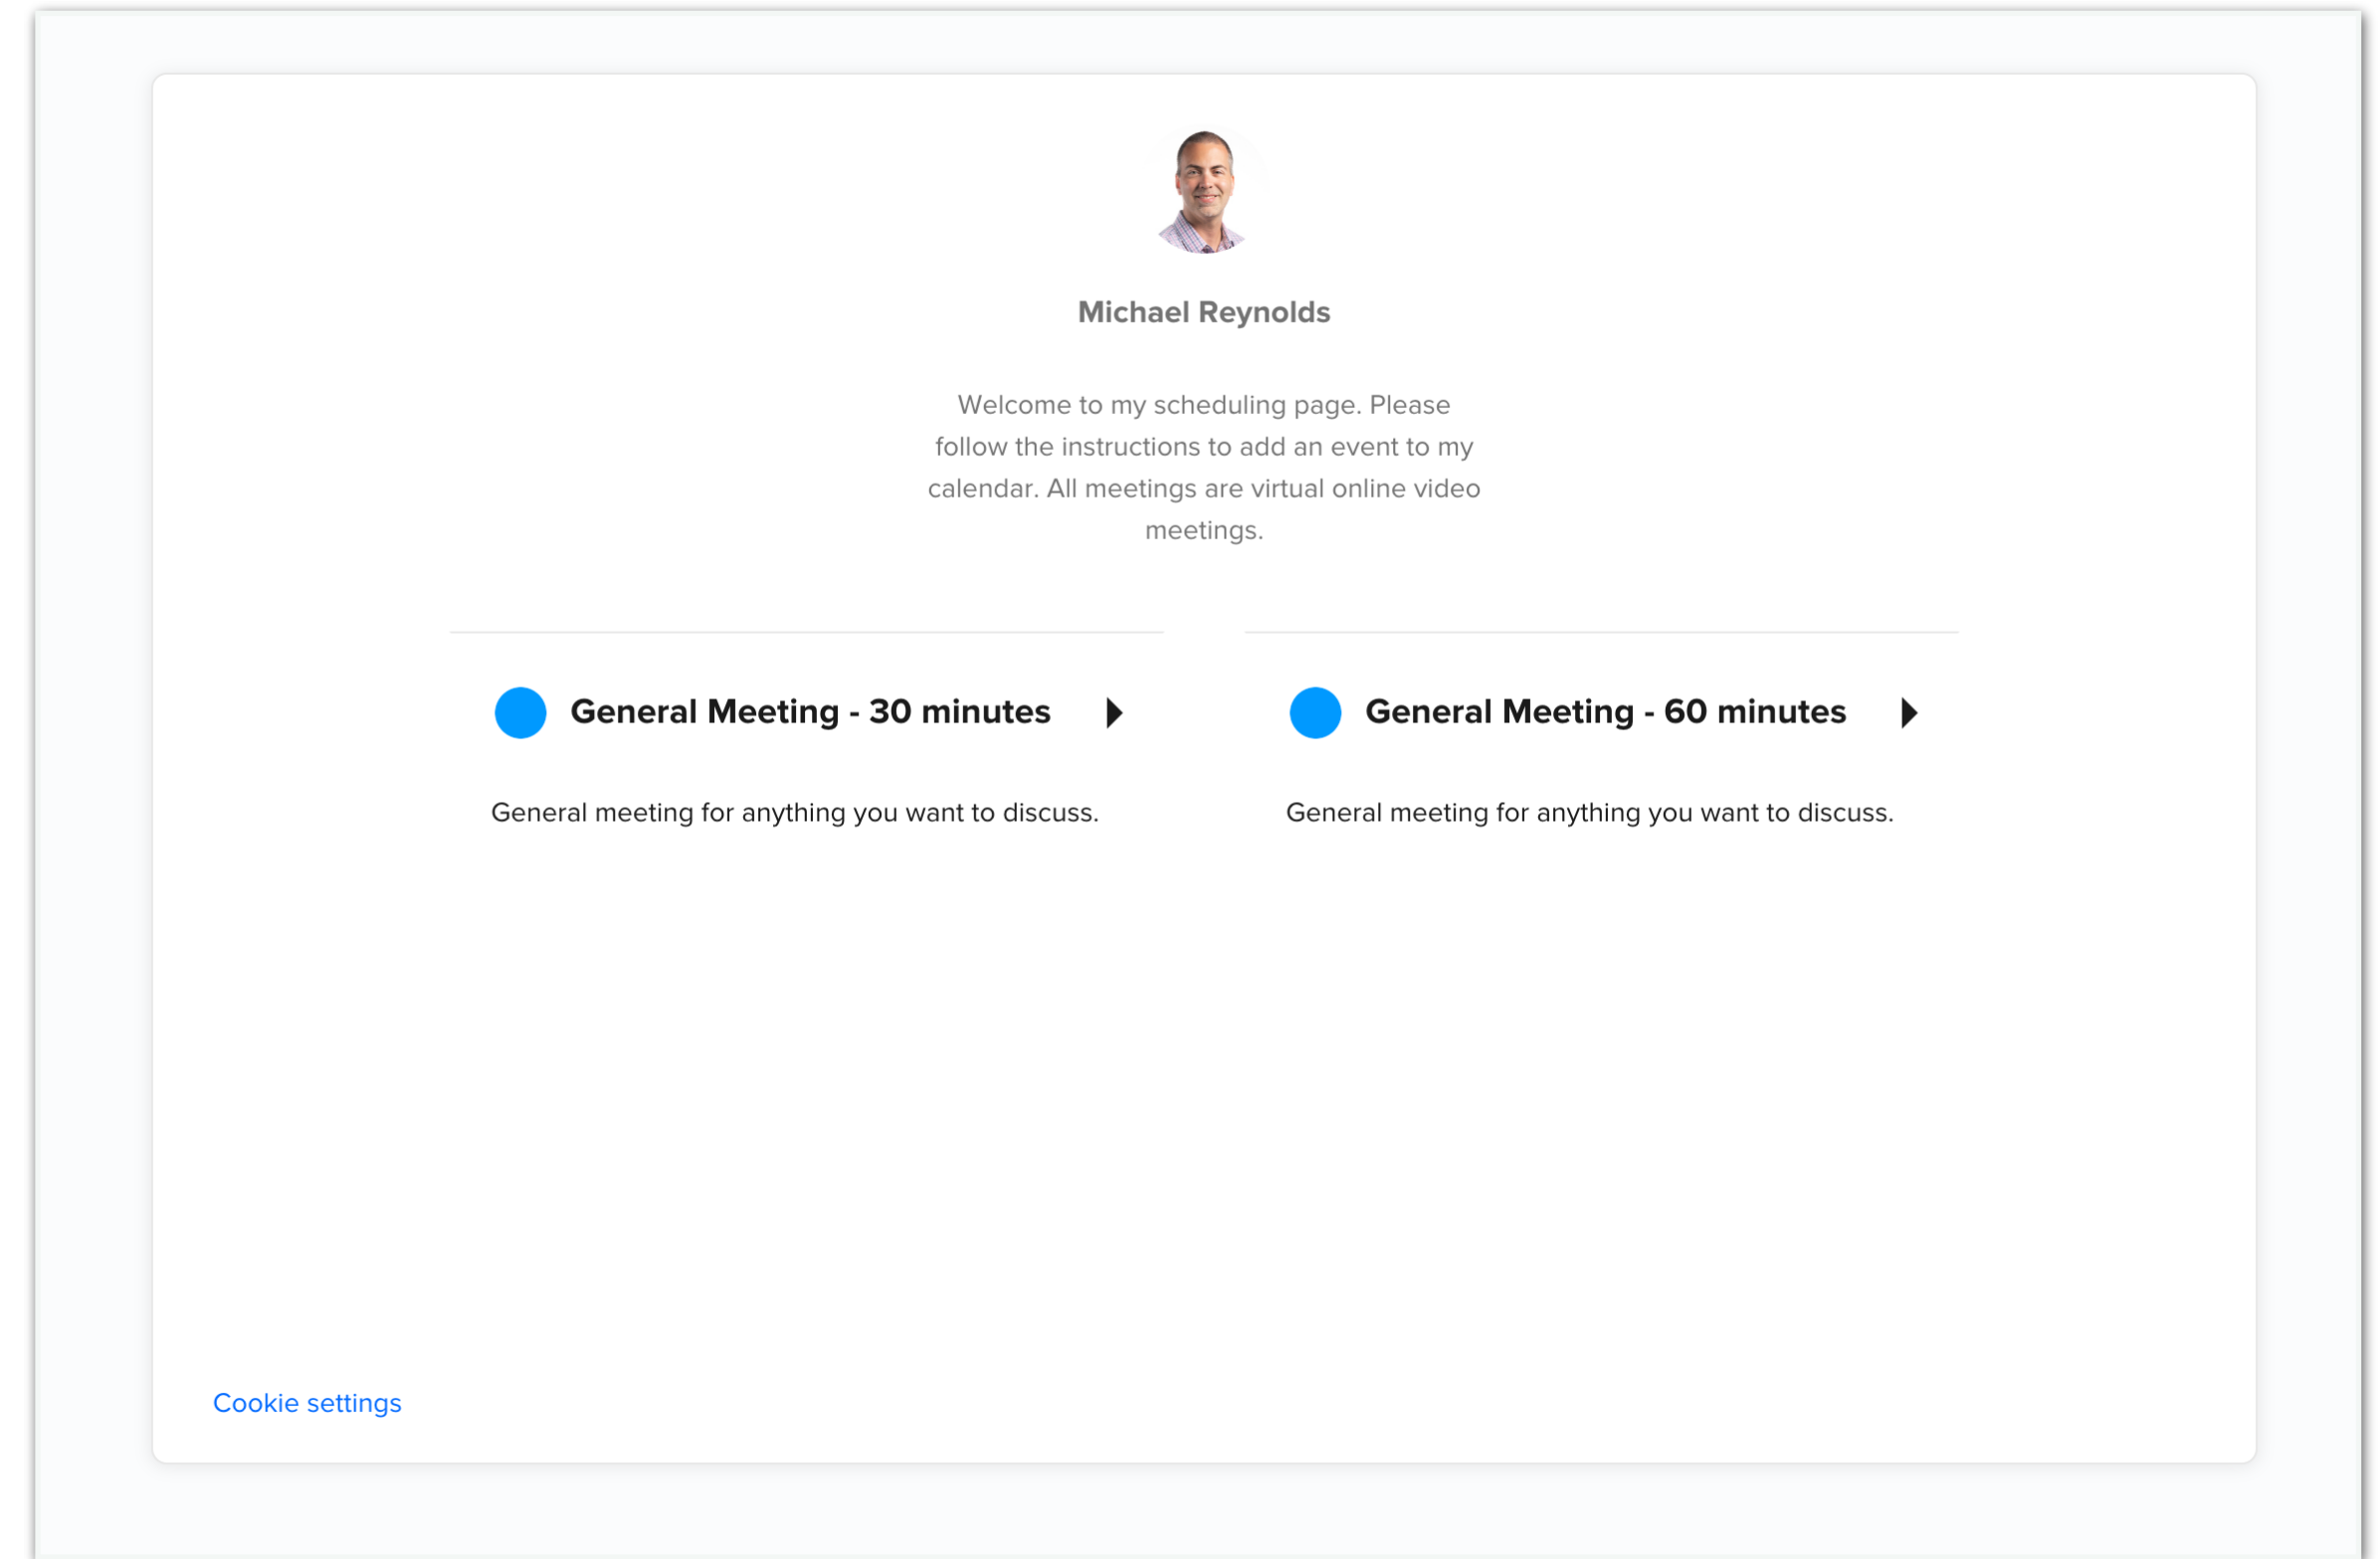 Michael Reynolds
Welcome to my scheduling page. Please
follow the instructions to add an event to my
calendar. All meetings are virtual online video
meetings.
General Meeting - 30 minutes
General meeting for anything you want to discuss.
General Meeting - 60 minutes
General meeting for anything you want to discuss.
Cookie settings